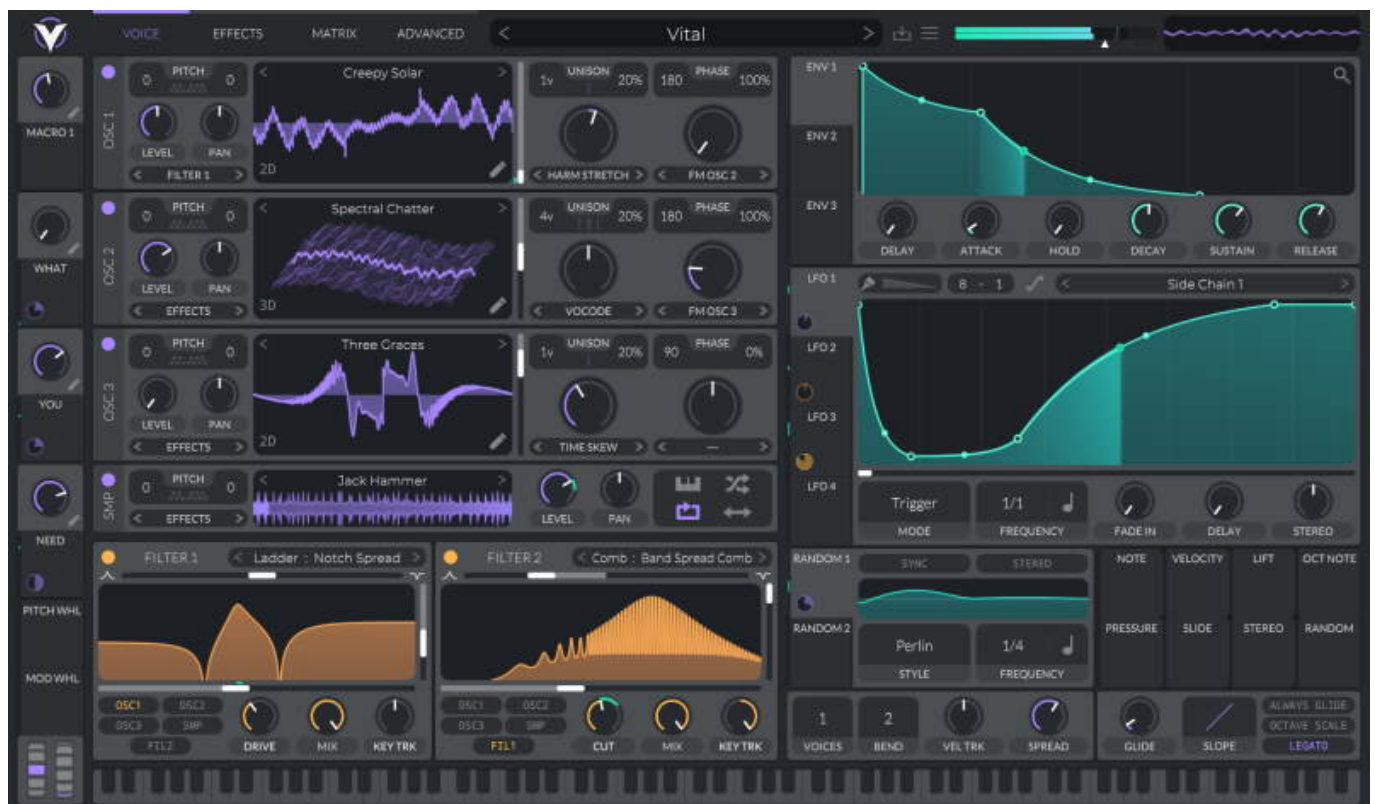 VOICE EFFECTS MATRIX ADVANCED < Vital >
MACRO 1
WHAT
YOU
NEED
PITCH WHL
MOD WHL
OSC 1
0 PITCH 0
LEVEL PAN
< FILTER 1 >
< Creepy Solar >
2D
1v UNISON 20% 180 PHASE 100%
< HARM STRETCH > < FM OSC 2 >
OSC 2
0 PITCH 0
LEVEL PAN
< EFFECTS >
< Spectral Chatter >
3D
4v UNISON 20% 180 PHASE 100%
< VOCODE > < FM OSC 3 >
OSC 3
0 PITCH 0
LEVEL PAN
< EFFECTS >
< Three Graces >
2D
1v UNISON 20% 90 PHASE 0%
< TIME SKEW > < --- >
SMP
0 PITCH 0
< EFFECTS >
< Jack Hammer >
LEVEL PAN
FILTER 1 < Ladder : Notch Spread >
OSC1 OSC2
OSC3 SMP
FIL2
DRIVE MIX KEY TRK
FILTER 2 < Comb : Band Spread Comb >
OSC1 OSC2
OSC3 SMP
FIL1
CUT MIX KEY TRK
ENV 1
ENV 2
ENV 3
DELAY ATTACK HOLD DECAY SUSTAIN RELEASE
LFO 1
LFO 2
LFO 3
LFO 4
8 - 1 < Side Chain 1 >
Trigger 1/1
MODE FREQUENCY FADE IN DELAY STEREO
RANDOM 1
RANDOM 2
SYNC STEREO
Perlin 1/4
STYLE FREQUENCY
NOTE VELOCITY LIFT OCT NOTE
PRESSURE SLIDE STEREO RANDOM
1 2
VOICES BEND VEL TRK SPREAD
GLIDE SLOPE
ALWAYS GLIDE
OCTAVE SCALE
LEGATO